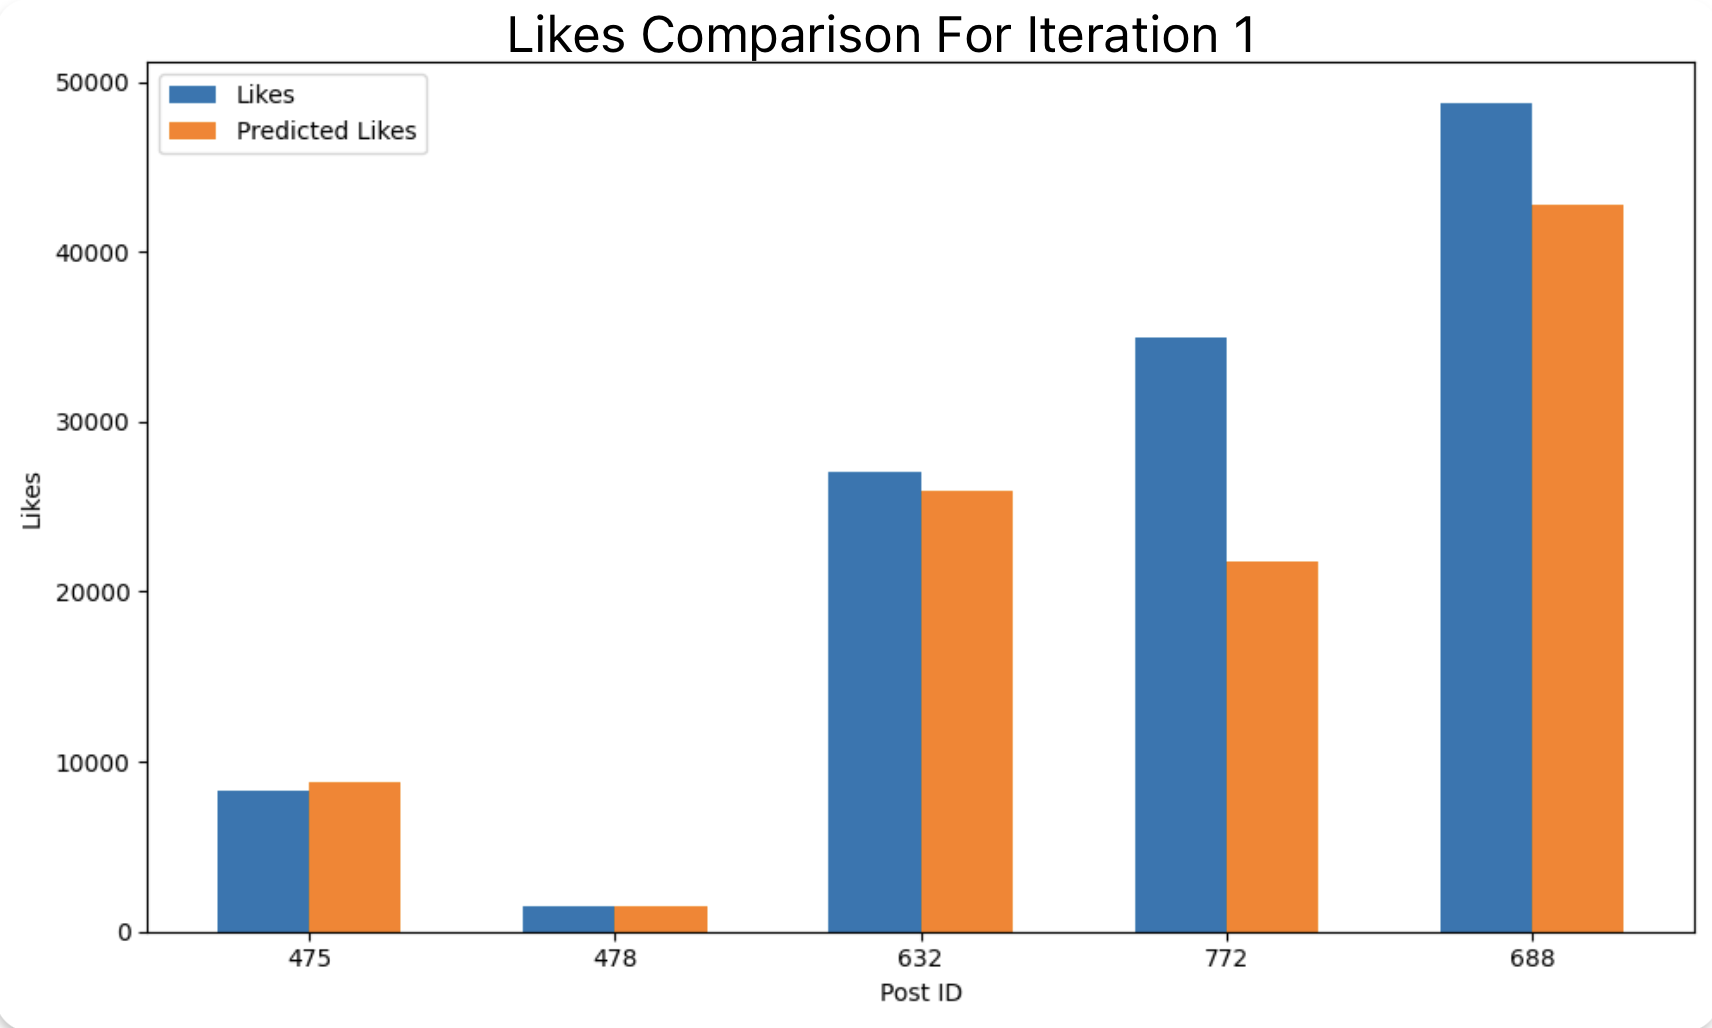 Likes Comparison For Iteration 1
Likes
Predicted Likes
50000
40000
30000
20000
10000
0
Likes
475 478 632 772 688
Post ID